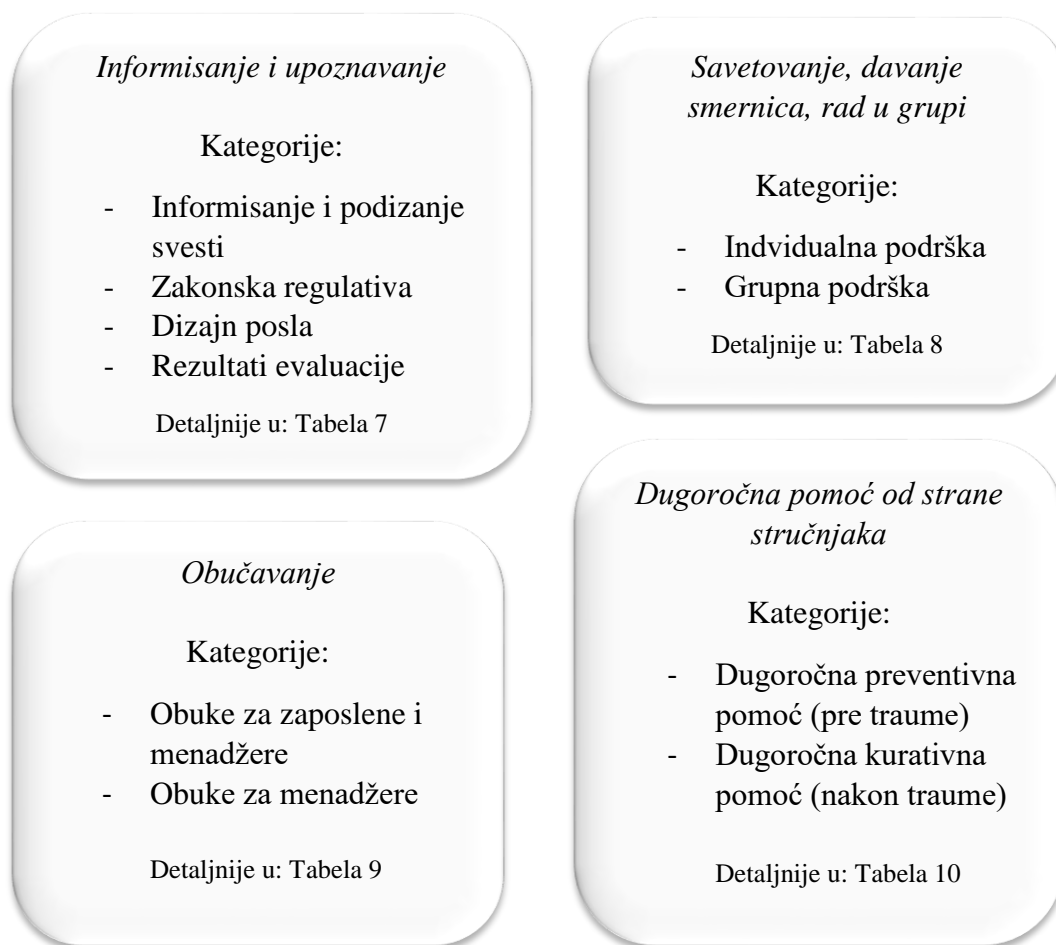 Informisanje i upoznavanje
Kategorije:
- Informisanje i podizanje
svesti
- Zakonska regulativa
- Dizajn posla
- Rezultati evaluacije
Detaljnije u: Tabela 7
Savetovanje, davanje
smernica, rad u grupi
Kategorije:
- Indvidualna podrška
- Grupna podrška
Detaljnije u: Tabela 8
Obučavanje
Kategorije:
- Obuke za zaposlene i
menadžere
- Obuke za menadžere
Detaljnije u: Tabela 9
Dugoročna pomoć od strane
stručnjaka
Kategorije:
- Dugoročna preventivna
pomoć (pre traume)
- Dugoročna kurativna
pomoć (nakon traume)
Detaljnije u: Tabela 10